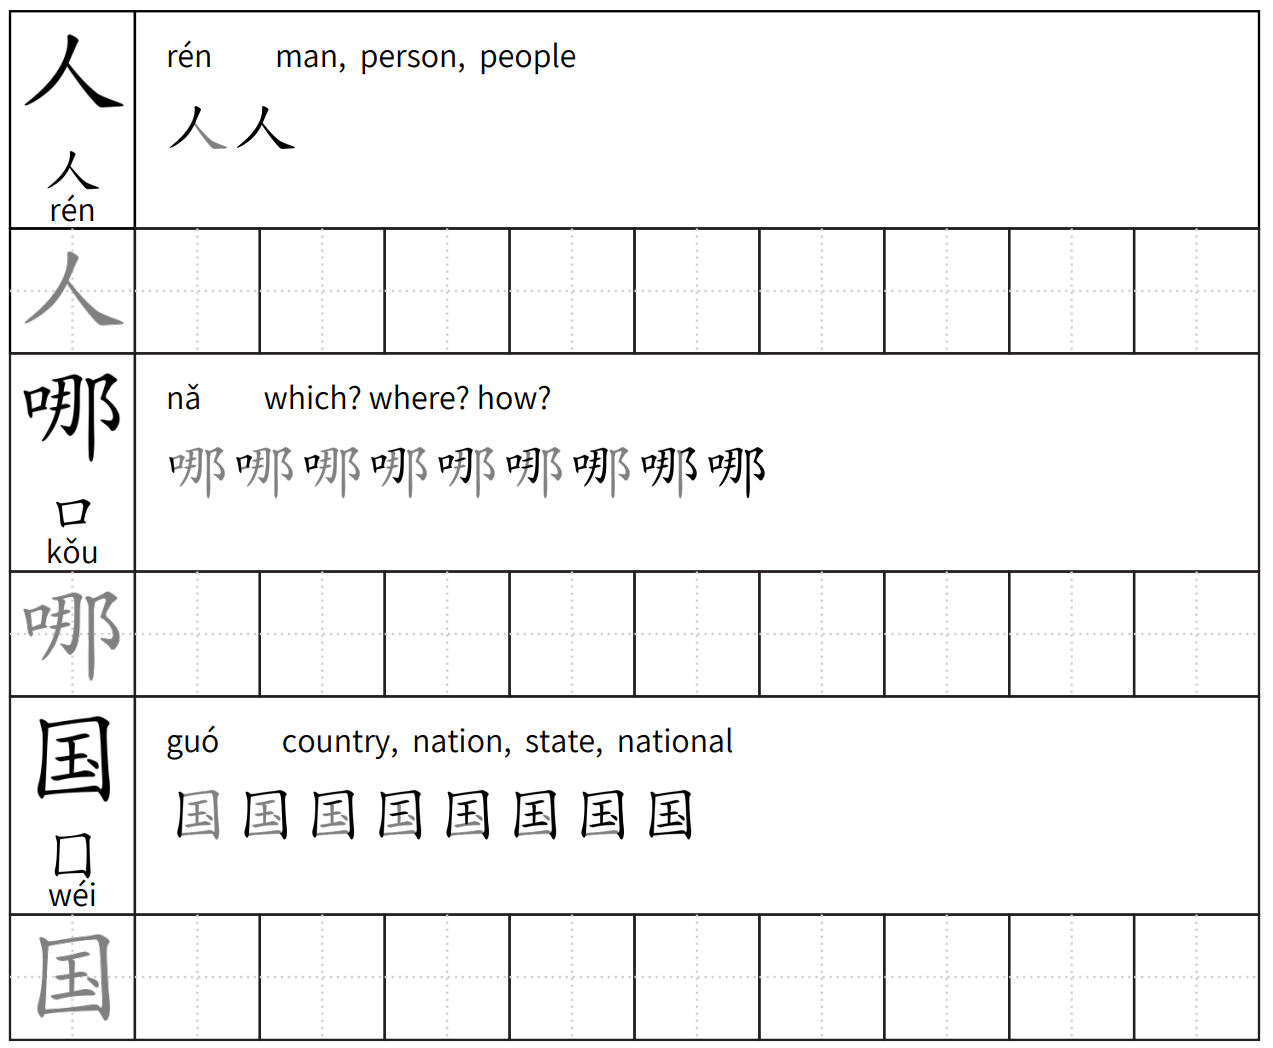 人 rén man, person, people
人人
人
rén
人
哪 nǎ which? where? how?
哪哪哪哪哪哪哪哪哪
口
kǒu
哪
国 guó country, nation, state, national
国国国国国国国国
囗
wéi
国